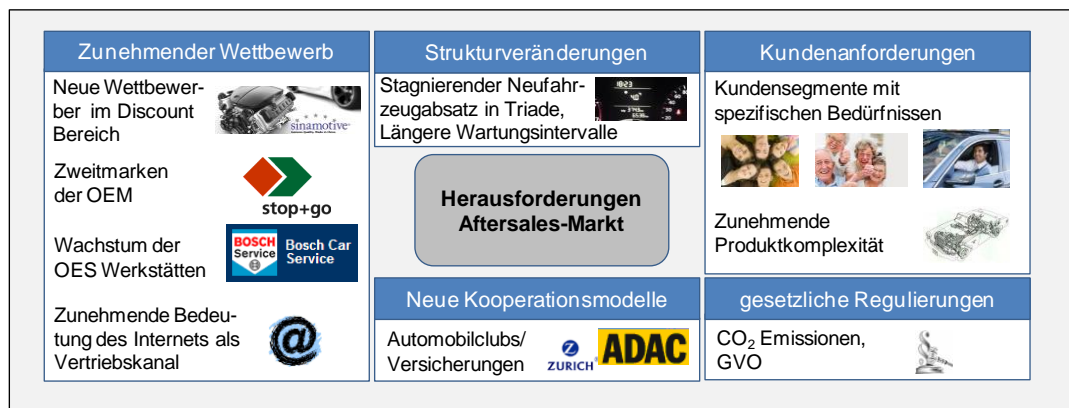 Zunehmender Wettbewerb
Neue Wettbewer-
ber im Discount
Bereich
sinamotive
Zweitmarken
der OEM
stop+go
Wachstum der
OES Werkstätten
BOSCH
Service
Bosch Car
Service
Zunehmende Bedeu-
tung des Internets als
Vertriebskanal
@
Strukturveränderungen
Stagnierender Neufahr-
zeugabsatz in Triade,
Längere Wartungsintervalle
18:23
Herausforderungen
Aftersales-Markt
Neue Kooperationsmodelle
Automobilclubs/
Versicherungen
ZURICH
ADAC
Kundenanforderungen
Kundensegmente mit
spezifischen Bedürfnissen
Zunehmende
Produktkomplexität
gesetzliche Regulierungen
CO₂ Emissionen,
GVO